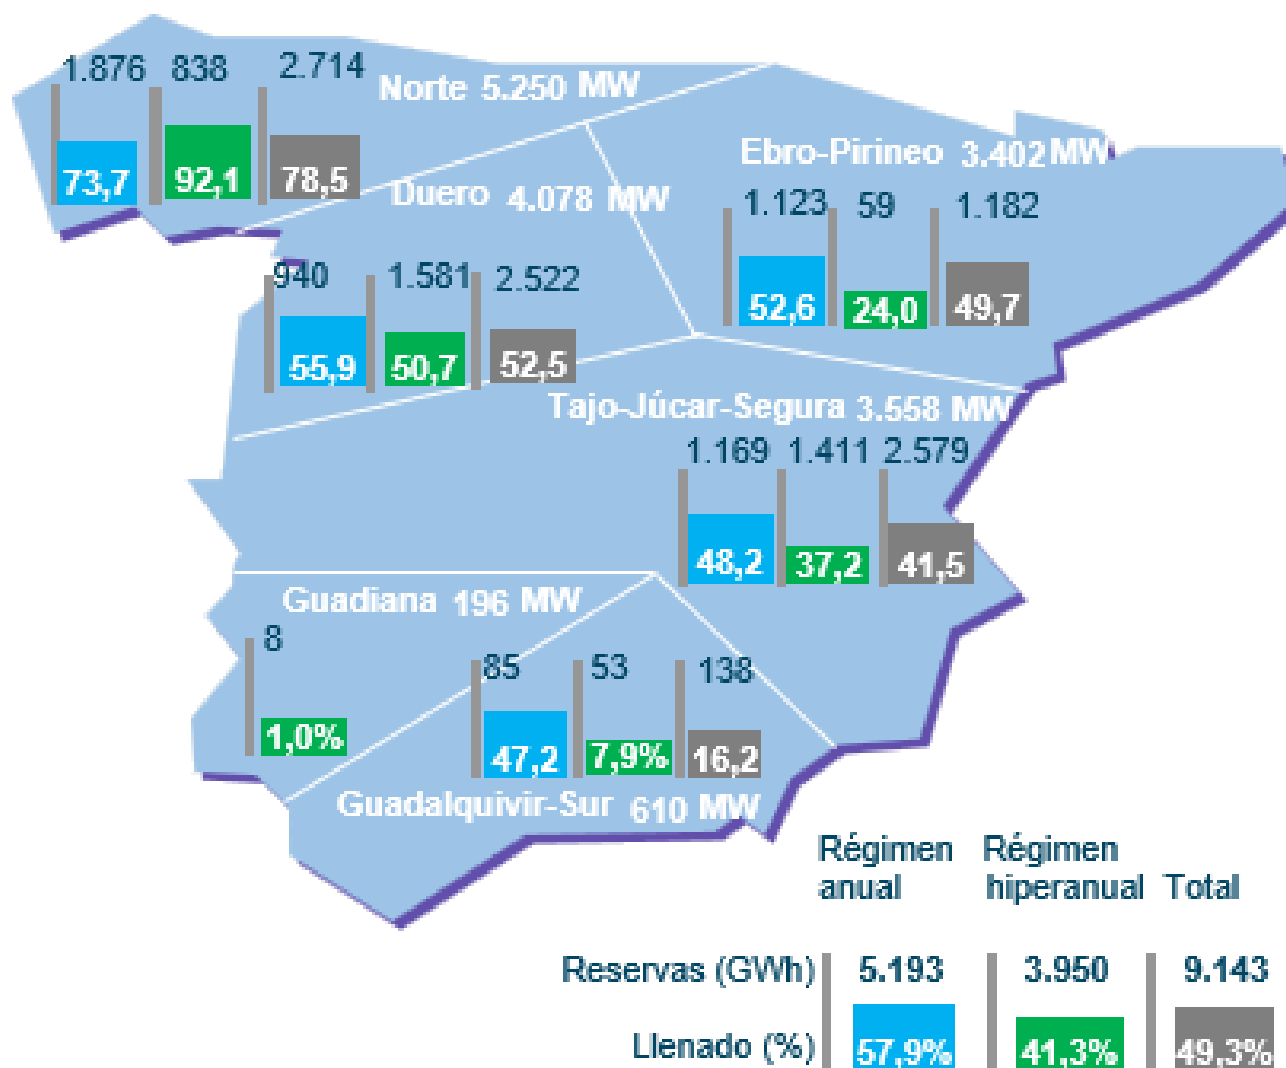 1.876 838 2.714
Norte 5.250 MW
73,7 92,1 78,5
Ebro-Pirineo 3.402 MW
1.123 59 1.182
52,6 24,0 49,7
Duero 4.078 MW
940 1.581 2.522
55,9 50,7 52,5
Tajo-Júcar-Segura 3.558 MW
1.169 1.411 2.579
48,2 37,2 41,5
Guadiana 196 MW
8
1,0%
85 53 138
47,2 7,9% 16,2
Guadalquivir-Sur 610 MW
Régimen Régimen
anual hiperanual Total
Reservas (GWh) 5.193 3.950 9.143
Llenado (%) 57,9% 41,3% 49,3%